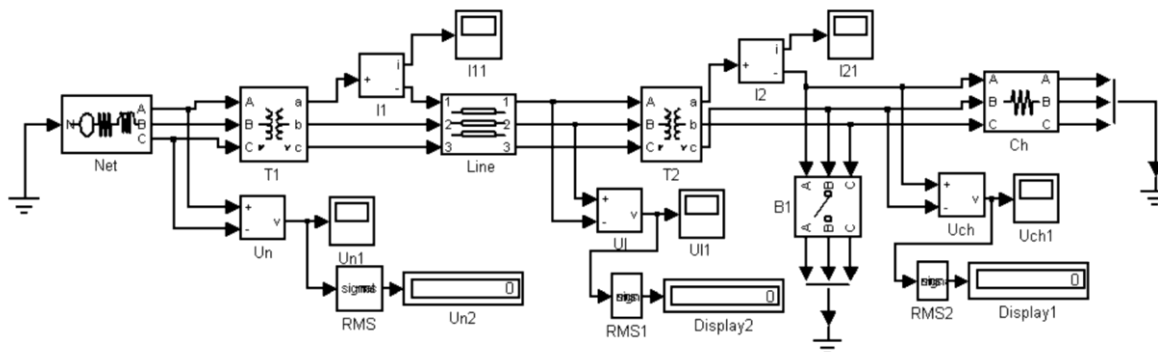 I11
I21
i
+
-
I1
i
+
-
I2
N
A
B
C
Net
A
B
C
a
b
c
T1
1
2
3
1
2
3
Line
A
B
C
a
b
c
T2
A
B
C
A
B
C
Ch
+
-
v
Un
Un1
+
-
v
Ul
Ul1
A
B
C
A
B
C
B1
+
-
v
Uch
Uch1
RMS
0
Un2
RMS1
0
Display2
RMS2
0
Display1